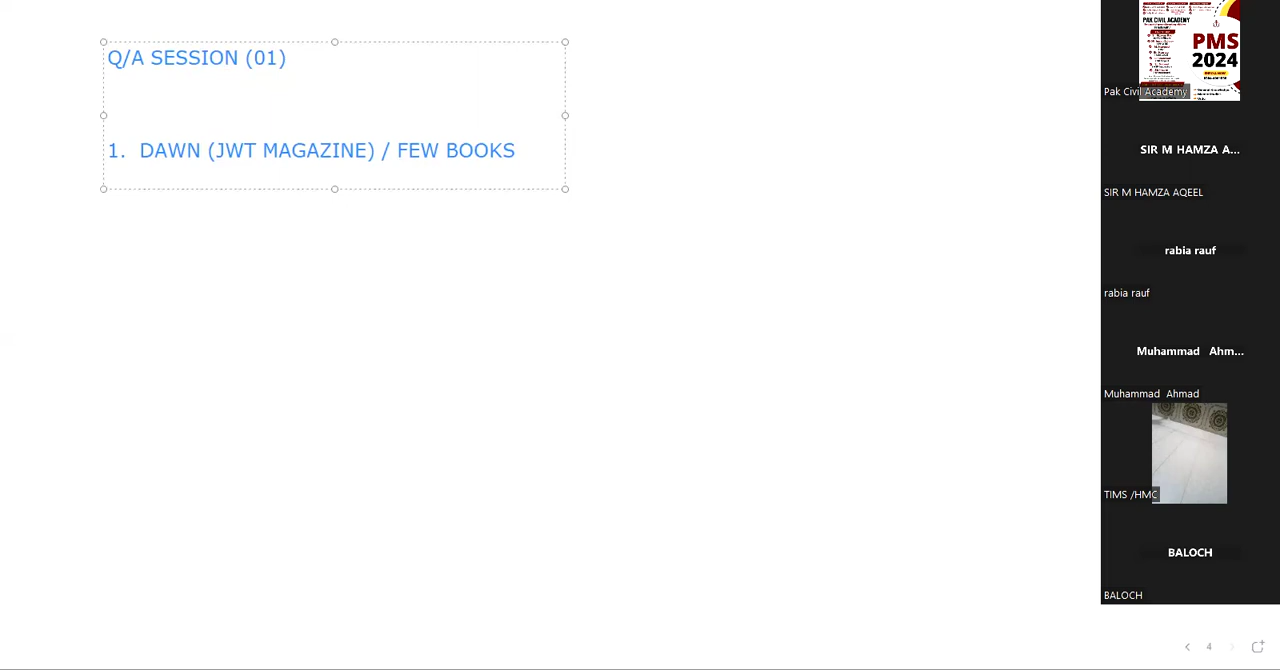 Q/A SESSION (01)
1. DAWN (JWT MAGAZINE) / FEW BOOKS
PAK CIVIL ACADEMY
PMS
2024
Pak Civil Academy
SIR M HAMZA A...
SIR M HAMZA AQEEL
rabia rauf
rabia rauf
Muhammad Ahm...
Muhammad Ahmad
TIMS /HMC
BALOCH
BALOCH
4